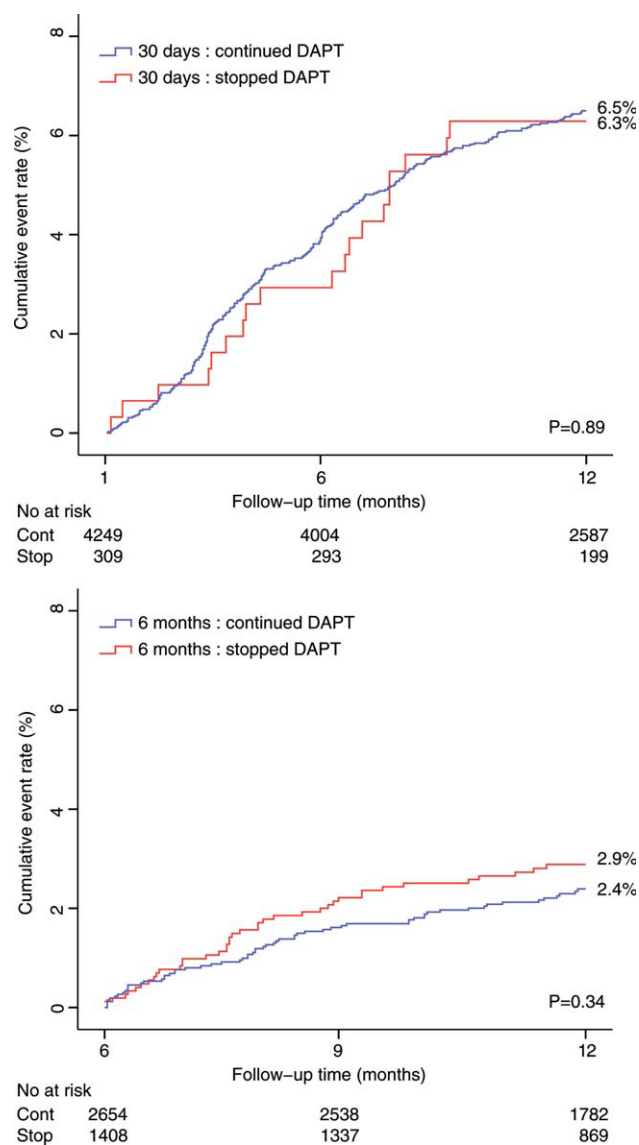 8
30 days : continued DAPT
30 days : stopped DAPT
6.5%
6.3%
6
Cumulative event rate (%)
4
2
0
P=0.89
1 6 12
Follow–up time (months)
No at risk
Cont 4249 4004 2587
Stop 309 293 199
8
6 months : continued DAPT
6 months : stopped DAPT
6
Cumulative event rate (%)
4
2.9%
2.4%
2
0
P=0.34
6 9 12
Follow–up time (months)
No at risk
Cont 2654 2538 1782
Stop 1408 1337 869